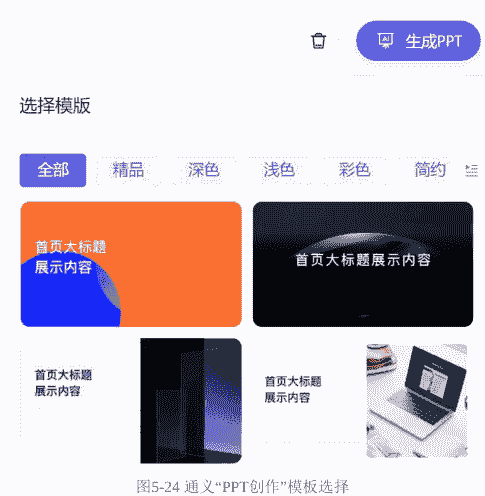 生成PPT
选择模版
全部 精品 深色 浅色 彩色 简约
首页大标题
展示内容
首页大标题展示内容
首页大标题
展示内容
首页大标题
展示内容
图5-24 通义“PPT创作”模板选择